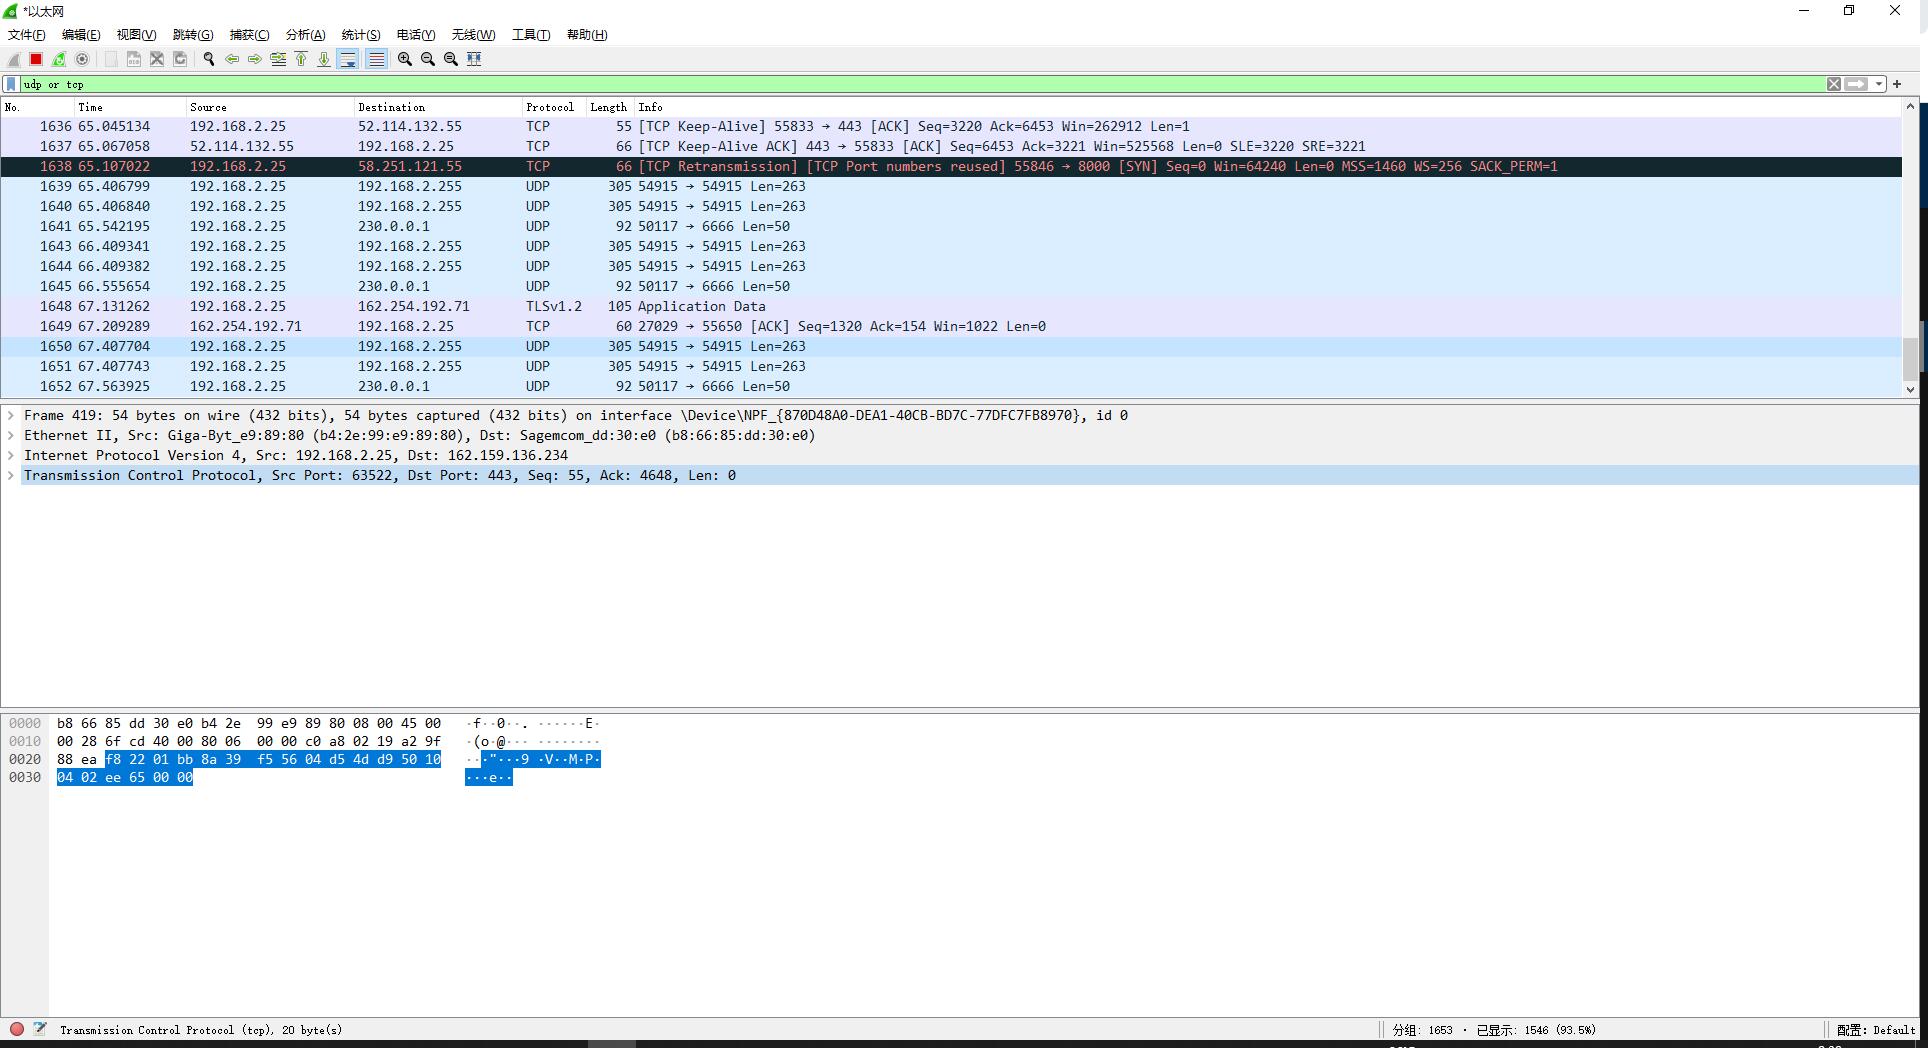 *以太网
文件(F) 编辑(E) 视图(V) 跳转(G) 捕获(C) 分析(A) 统计(S) 电话(Y) 无线(W) 工具(T) 帮助(H)
udp or tcp
No. Time Source Destination Protocol Length Info
1636 65.045134 192.168.2.25 52.114.132.55 TCP 55 [TCP Keep-Alive] 55833 → 443 [ACK] Seq=3220 Ack=6453 Win=262912 Len=1
1637 65.067058 52.114.132.55 192.168.2.25 TCP 66 [TCP Keep-Alive ACK] 443 → 55833 [ACK] Seq=6453 Ack=3221 Win=525568 Len=0 SLE=3220 SRE=3221
1638 65.107022 192.168.2.25 58.251.121.55 TCP 66 [TCP Retransmission] [TCP Port numbers reused] 55846 → 8000 [SYN] Seq=0 Win=64240 Len=0 MSS=1460 WS=256 SACK_PERM=1
1639 65.406799 192.168.2.25 192.168.2.255 UDP 305 54915 → 54915 Len=263
1640 65.406840 192.168.2.25 192.168.2.255 UDP 305 54915 → 54915 Len=263
1641 65.542195 192.168.2.25 230.0.0.1 UDP 92 50117 → 6666 Len=50
1643 66.409341 192.168.2.25 192.168.2.255 UDP 305 54915 → 54915 Len=263
1644 66.409382 192.168.2.25 192.168.2.255 UDP 305 54915 → 54915 Len=263
1645 66.555654 192.168.2.25 230.0.0.1 UDP 92 50117 → 6666 Len=50
1648 67.131262 192.168.2.25 162.254.192.71 TLSv1.2 105 Application Data
1649 67.209289 162.254.192.71 192.168.2.25 TCP 60 27029 → 55650 [ACK] Seq=1320 Ack=154 Win=1022 Len=0
1650 67.407704 192.168.2.25 192.168.2.255 UDP 305 54915 → 54915 Len=263
1651 67.407743 192.168.2.25 192.168.2.255 UDP 305 54915 → 54915 Len=263
1652 67.563925 192.168.2.25 230.0.0.1 UDP 92 50117 → 6666 Len=50
Frame 419: 54 bytes on wire (432 bits), 54 bytes captured (432 bits) on interface \Device\NPF_{870D48A0-DEA1-40CB-BD7C-77DFC7FB8970}, id 0
Ethernet II, Src: Giga-Byt_e9:89:80 (b4:2e:99:e9:89:80), Dst: Sagemcom_dd:30:e0 (b8:66:85:dd:30:e0)
Internet Protocol Version 4, Src: 192.168.2.25, Dst: 162.159.136.234
Transmission Control Protocol, Src Port: 63522, Dst Port: 443, Seq: 55, Ack: 4648, Len: 0
0000 b8 66 85 dd 30 e0 b4 2e 99 e9 89 80 08 00 45 00 ·f··0··. ······E·
0010 00 28 6f cd 40 00 80 06 00 00 c0 a8 02 19 a2 9f ·(o·@··· ········
0020 88 ea f8 22 01 bb 8a 39 f5 56 04 d5 4d d9 50 10 ···"···9 ·V··M·P·
0030 04 02 ee 65 00 00 ···e··
Transmission Control Protocol (tcp), 20 byte(s) 分组: 1653 · 已显示: 1546 (93.5%) 配置: Default